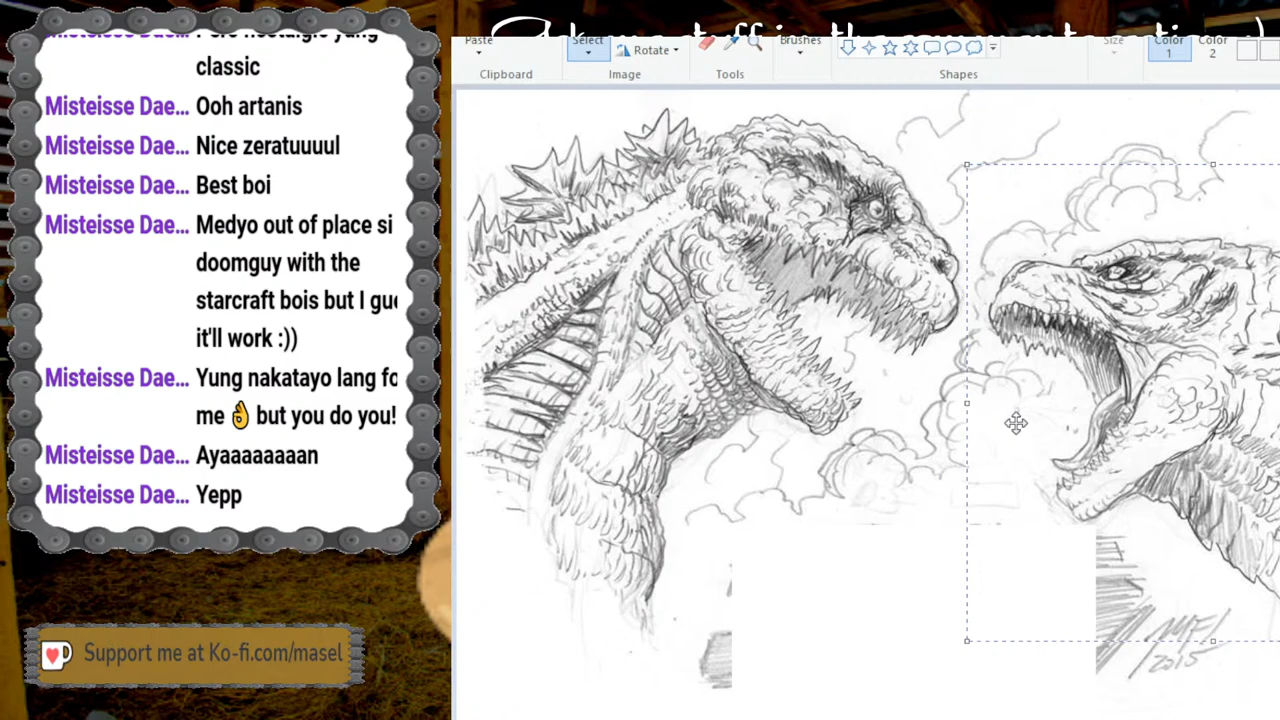 Paste
Select
Rotate
Brushes
Size
Color 1
Color 2
Clipboard
Image
Tools
Shapes
classic
Misteisse Dae... Ooh artanis
Misteisse Dae... Nice zeratuuuul
Misteisse Dae... Best boi
Misteisse Dae... Medyo out of place si
doomguy with the
starcraft bois but I gue
it'll work :))
Misteisse Dae... Yung nakatayo lang fo
me 👌 but you do you!
Misteisse Dae... Ayaaaaaaaan
Misteisse Dae... Yepp
Support me at Ko-fi.com/masel
2015